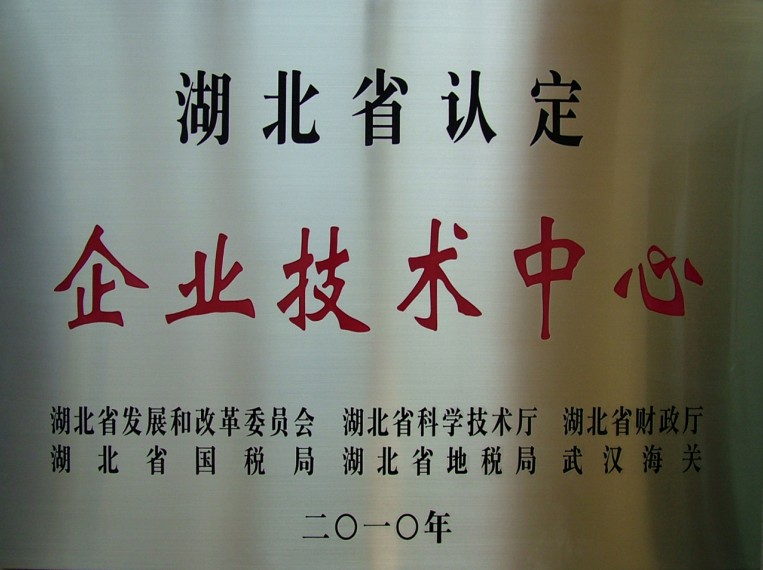 湖北省认定
企业技术中心
湖北省发展和改革委员会 湖北省科学技术厅 湖北省财政厅
湖北省国税局 湖北省地税局 武汉海关
二〇一〇年